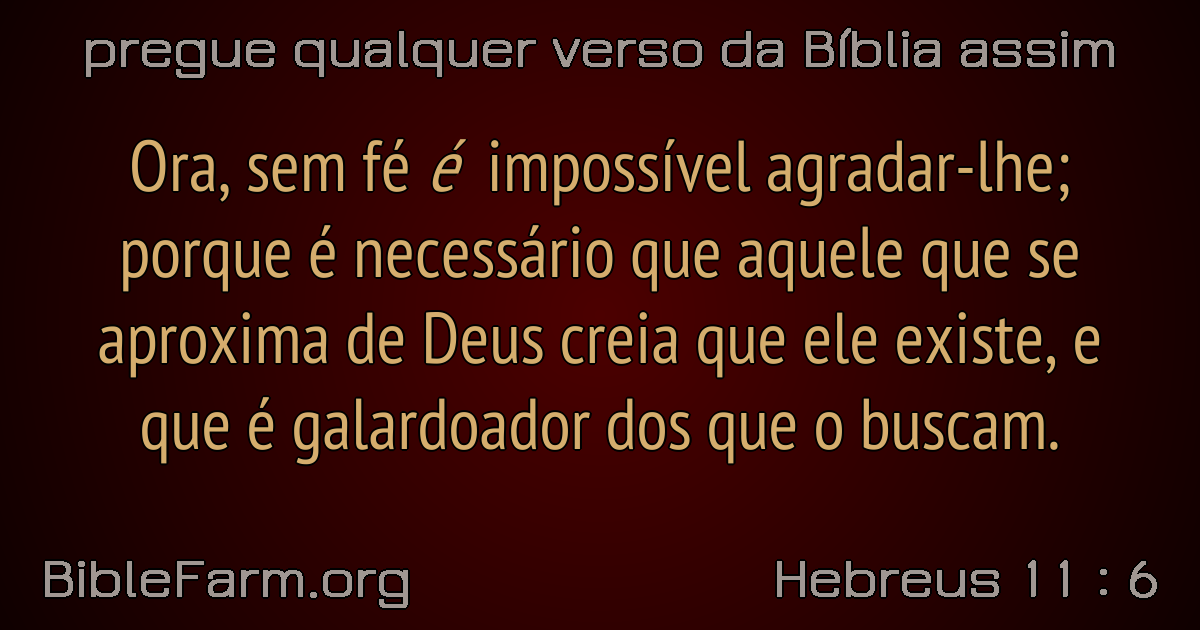 pregue qualquer verso da Bíblia assim
Ora, sem fé é impossível agradar-lhe;
porque é necessário que aquele que se
aproxima de Deus creia que ele existe, e
que é galardoador dos que o buscam.
BibleFarm.org
Hebreus 11 : 6